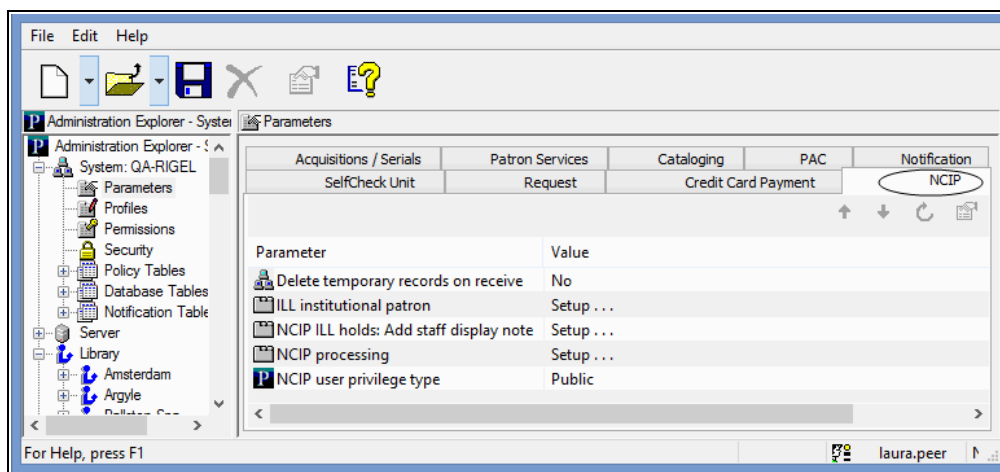 File Edit Help
Administration Explorer - System
Parameters
Administration Explorer - S
System: QA-RIGEL
Parameters
Profiles
Permissions
Security
Policy Tables
Database Tables
Notification Table
Server
Library
Amsterdam
Argyle
Acquisitions / Serials Patron Services Cataloging PAC Notification
SelfCheck Unit Request Credit Card Payment NCIP
Parameter Value
Delete temporary records on receive No
ILL institutional patron Setup . . .
NCIP ILL holds: Add staff display note Setup . . .
NCIP processing Setup . . .
NCIP user privilege type Public
For Help, press F1 laura.peer